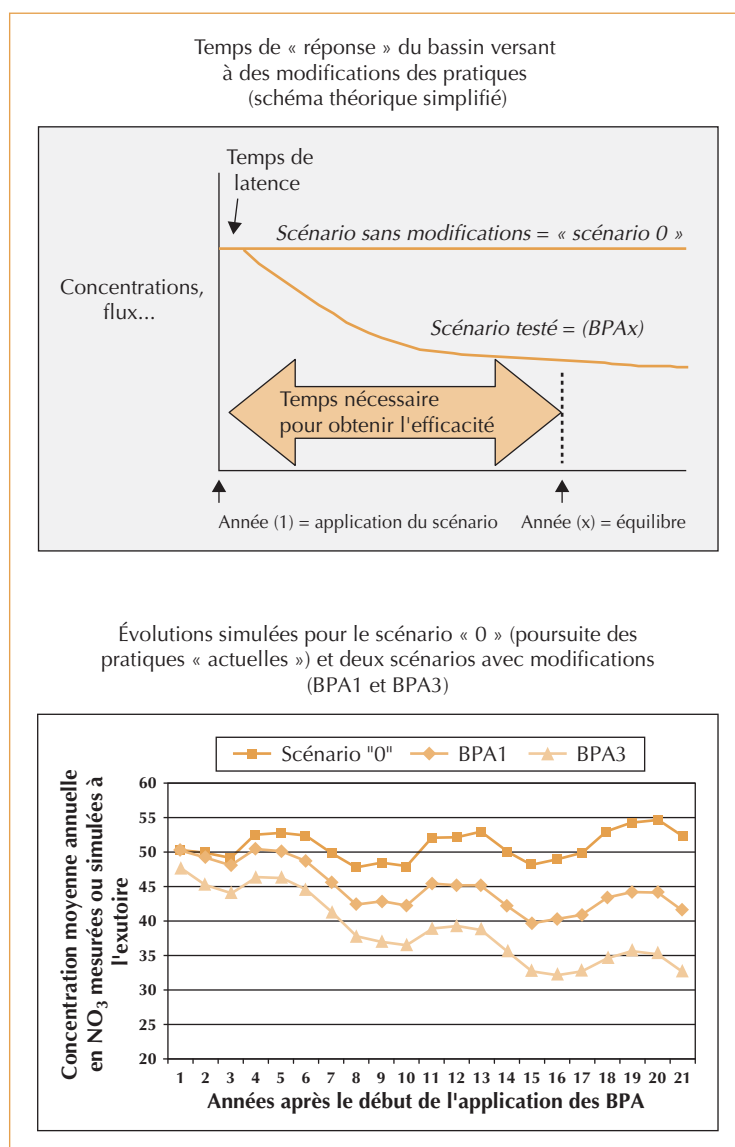 Temps de « réponse » du bassin versant
à des modifications des pratiques
(schéma théorique simplifié)
Temps de
latence
Scénario sans modifications = « scénario 0 »
Concentrations,
flux...
Scénario testé = (BPAx)
Temps nécessaire
pour obtenir l'efficacité
Année (1) = application du scénario
Année (x) = équilibre
Évolutions simulées pour le scénario « 0 » (poursuite des
pratiques « actuelles ») et deux scénarios avec modifications
(BPA1 et BPA3)
Scénario "0" BPA1 BPA3
Concentration moyenne annuelle
en NO3 mesurées ou simulées à
l'exutoire
60
55
50
45
40
35
30
25
20
1 2 3 4 5 6 7 8 9 10 11 12 13 14 15 16 17 18 19 20 21
Années après le début de l'application des BPA